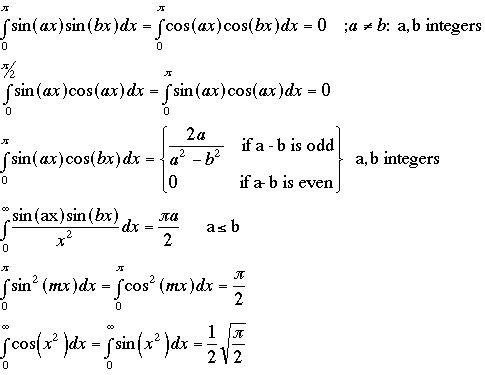 ∫₀^π sin(ax)sin(bx)dx = ∫₀^π cos(ax)cos(bx)dx = 0 ;a ≠ b: a,b integers
∫₀^(π/2) sin(ax)cos(ax)dx = ∫₀^π sin(ax)cos(ax)dx = 0
∫₀^π sin(ax)cos(bx)dx = { 2a/(a² − b²) if a - b is odd
0 if a- b is even } a,b integers
∫₀^∞ sin(ax)sin(bx)/x² dx = πa/2 a ≤ b
∫₀^π sin²(mx)dx = ∫₀^π cos²(mx)dx = π/2
∫₀^∞ cos(x²)dx = ∫₀^∞ sin(x²)dx = 1/2 √(π/2)